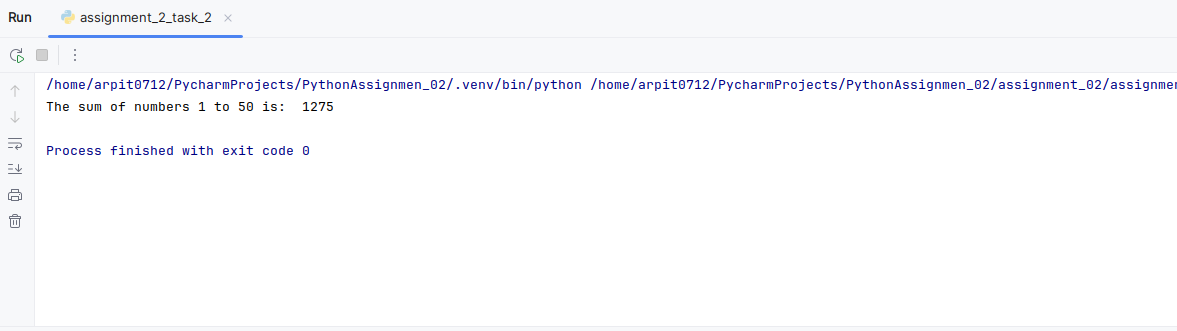 Run assignment_2_task_2
/home/arpit0712/PycharmProjects/PythonAssignmen_02/.venv/bin/python /home/arpit0712/PycharmProjects/PythonAssignmen_02/assignment_02/assignmen
The sum of numbers 1 to 50 is:  1275
Process finished with exit code 0